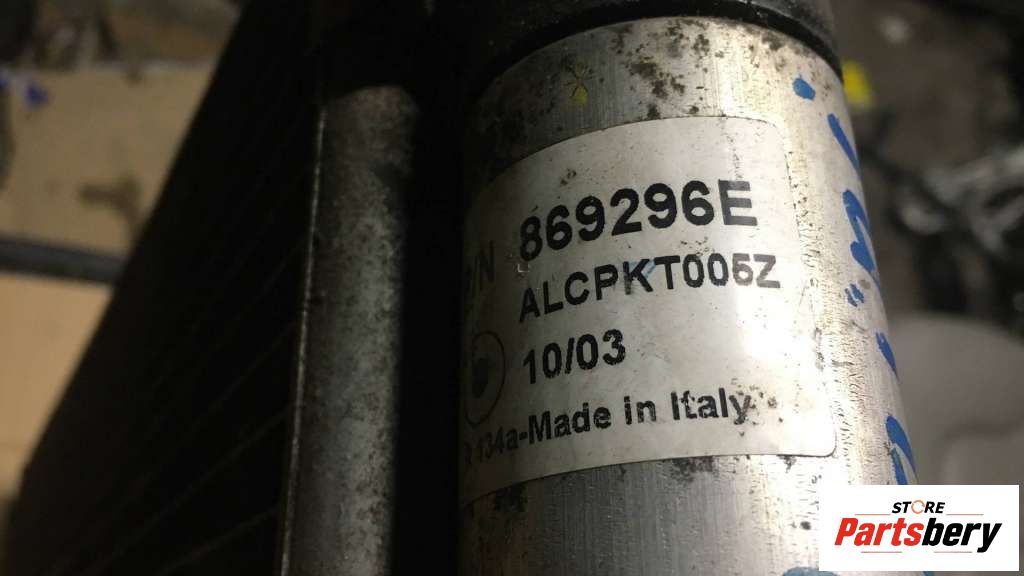 P/N 869296E
ALCPKT005Z
10/03
R 134a-Made in Italy
STORE
Partsbery